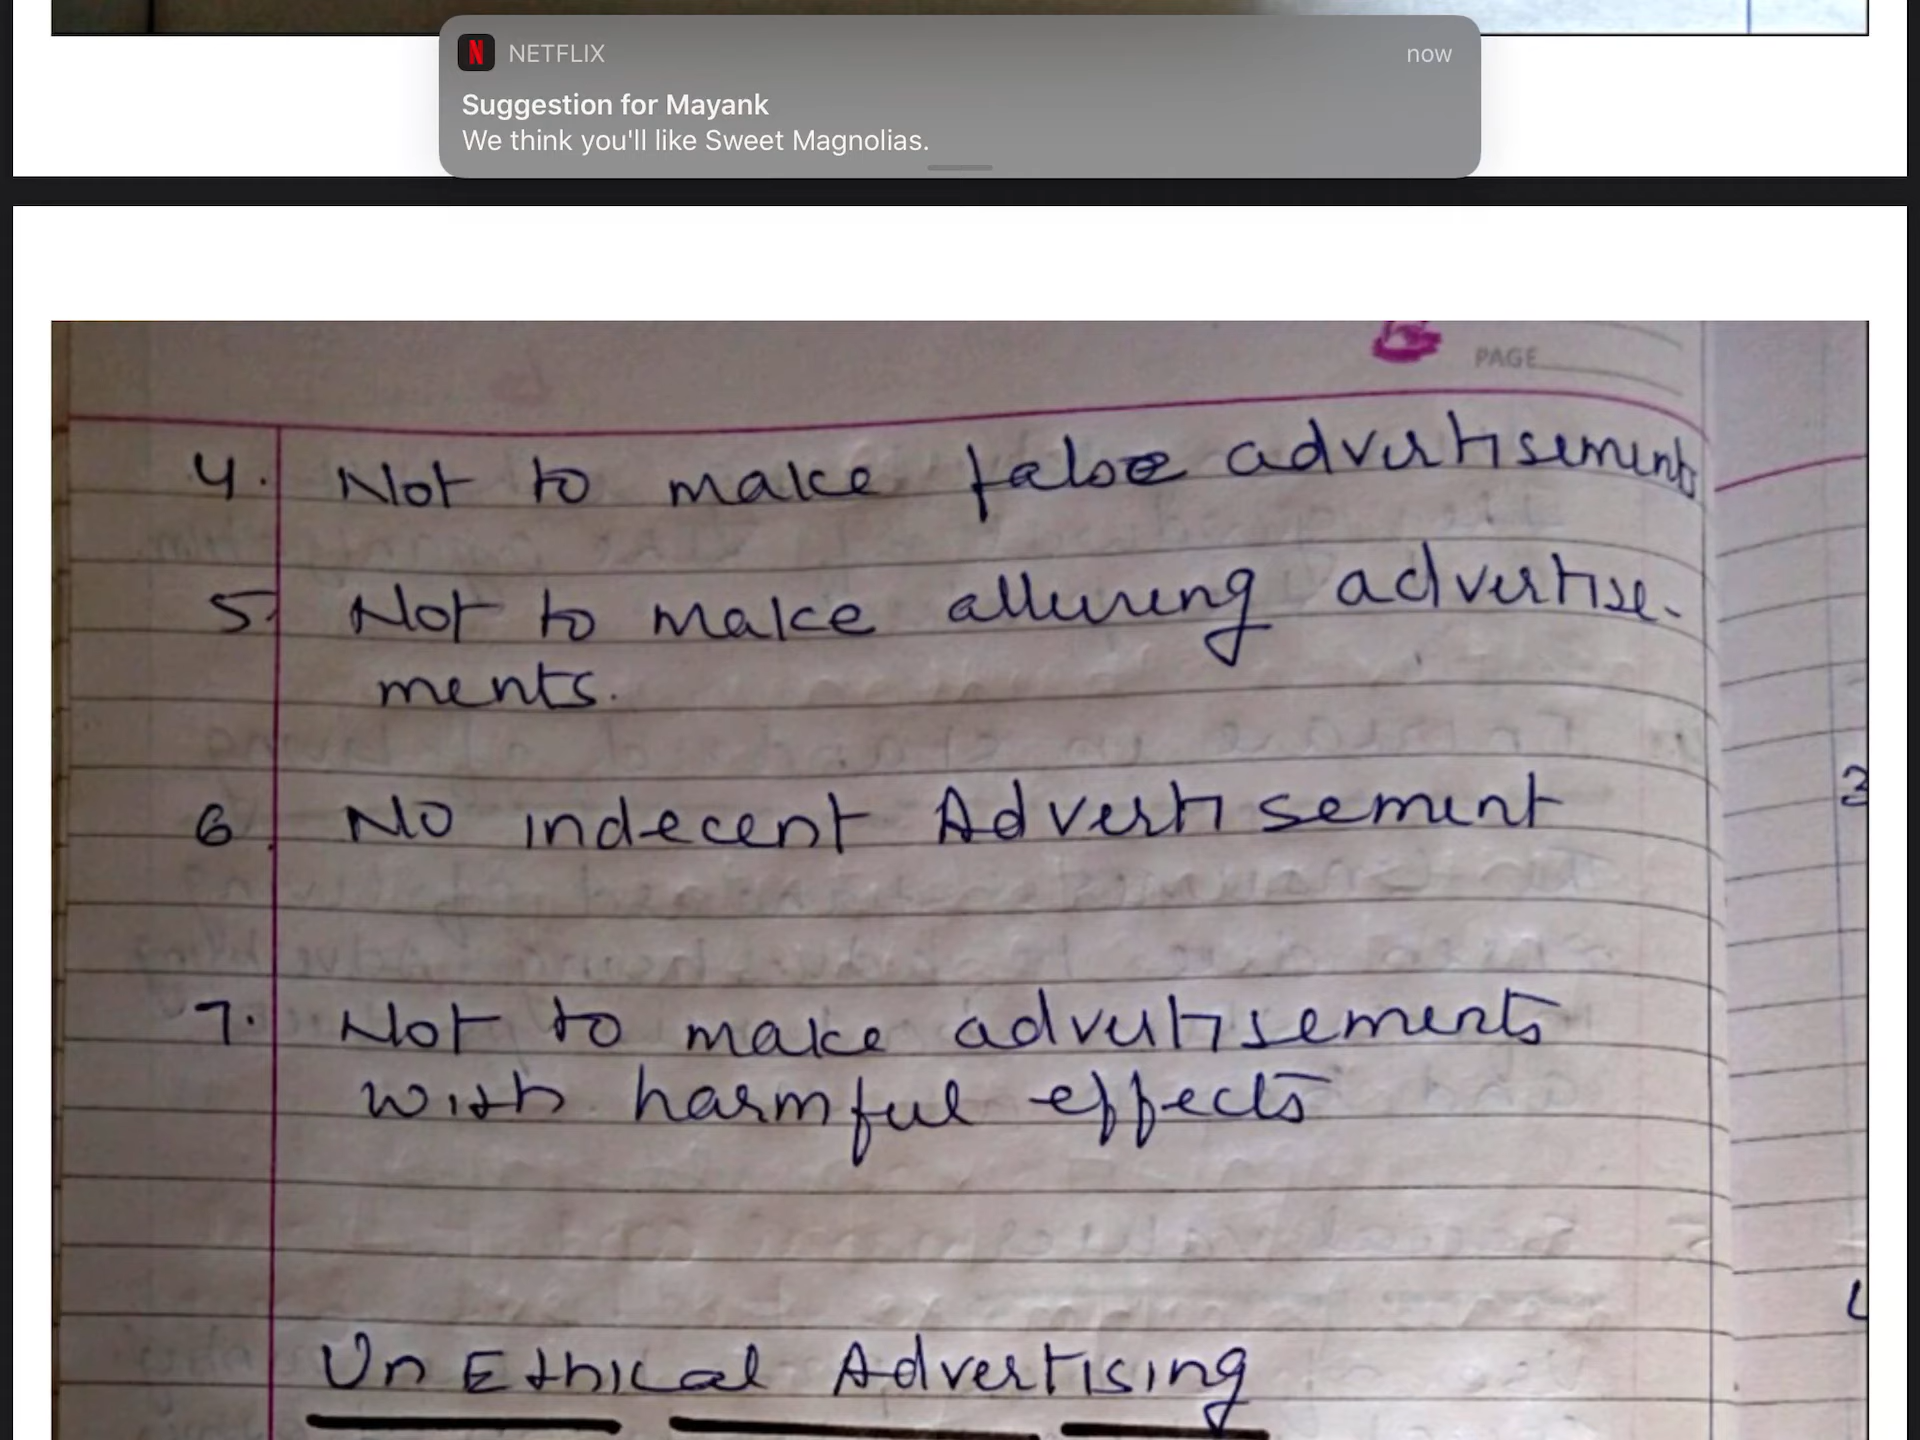 NETFLIX now
Suggestion for Mayank
We think you'll like Sweet Magnolias.
PAGE
4. Not to make false advertisements
5. Not to make alluring advertise-
ments.
6. No indecent Advertisement
7. Not to make advertisements
with harmful effects
Un Ethical Advertising
3